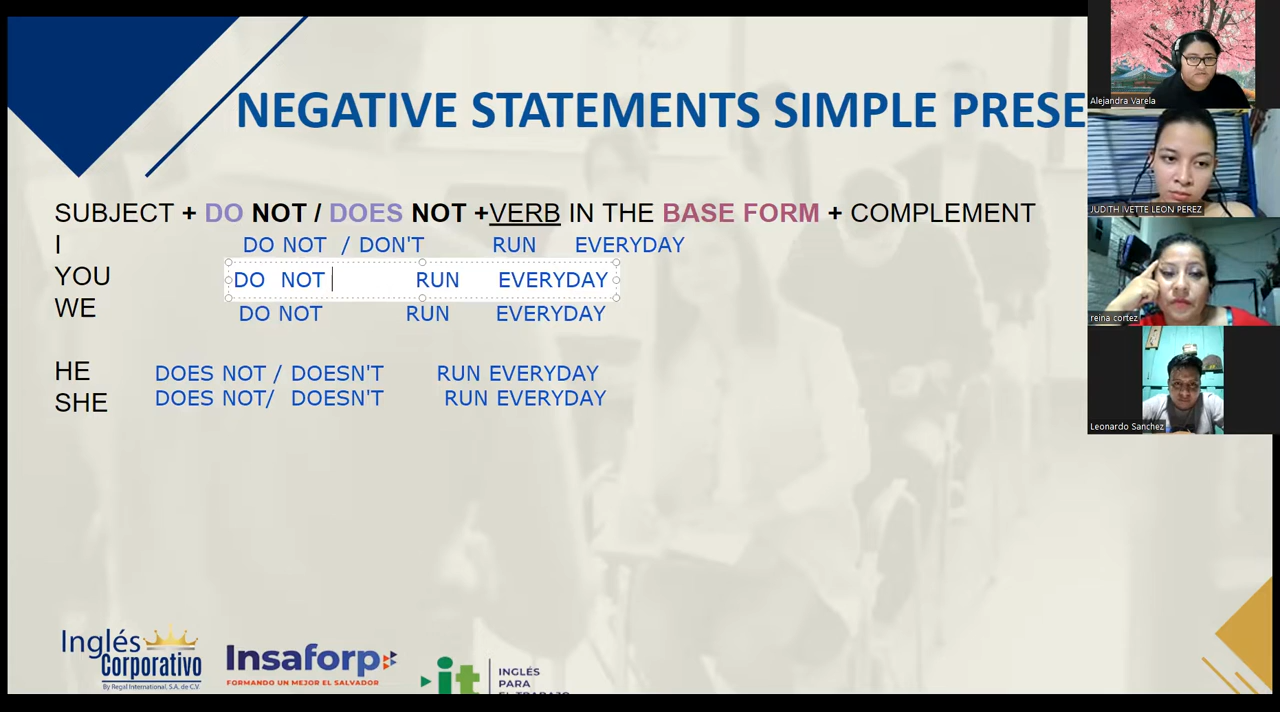 NEGATIVE STATEMENTS SIMPLE PRESE
SUBJECT + DO NOT / DOES NOT +VERB IN THE BASE FORM + COMPLEMENT
I DO NOT / DON'T RUN EVERYDAY
YOU DO NOT RUN EVERYDAY
WE DO NOT RUN EVERYDAY
HE DOES NOT / DOESN'T RUN EVERYDAY
SHE DOES NOT/ DOESN'T RUN EVERYDAY
Alejandra Varela
JUDITH IVETTE LEON PEREZ
reina cortez
Leonardo Sanchez
Inglés
Corporativo
By Regal International, S.A. de C.V.
Insaforp
FORMANDO UN MEJOR EL SALVADOR
it
INGLÉS
PARA
EL TRABAJO